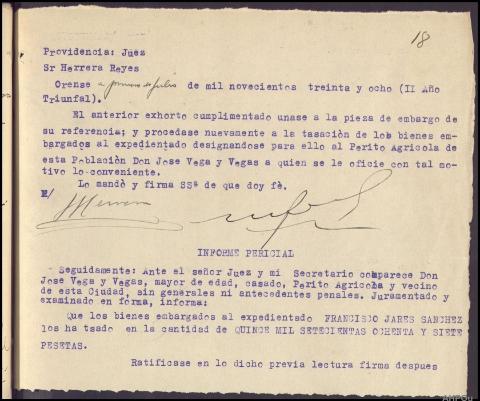 18
Providencia: Juez
Sr Herrera Reyes
Orense a primero de julio de mil novecientos treinta y ocho (II Año
Triunfal).
El anterior exhorto cumplimentado unase a la pieza de embargo de
su referencia; y procedase nuevamente a la tasaciòn de los bienes em-
bargados al expedientado designandose para ello al Perito Agricola de
esta Poblaciòn Don Jose Vega y Vegas a quien se le oficie con tal mo-
tivo lo conveniente.
Lo mandò y firma SSª de que doy fè.
E/
INFORME PERICIAL
Seguidamente: Ante el señor Juez y mi Secretario comparece Don
Jose Vega y Vegas, mayor de edad, casado, Perito Agricola y vecino
de esta Ciudad, sin generales ni antecedentes penales. Juramentado y
examinado en forma, informa:
Que los bienes embargados al expedientado FRANCISCO JARES SANCHEZ
los ha tsado en la cantidad de QUINCE MIL SETECIENTAS OCHENTA Y SIETE
PESETAS.
Ratificase en lo dicho previa lectura firma despues